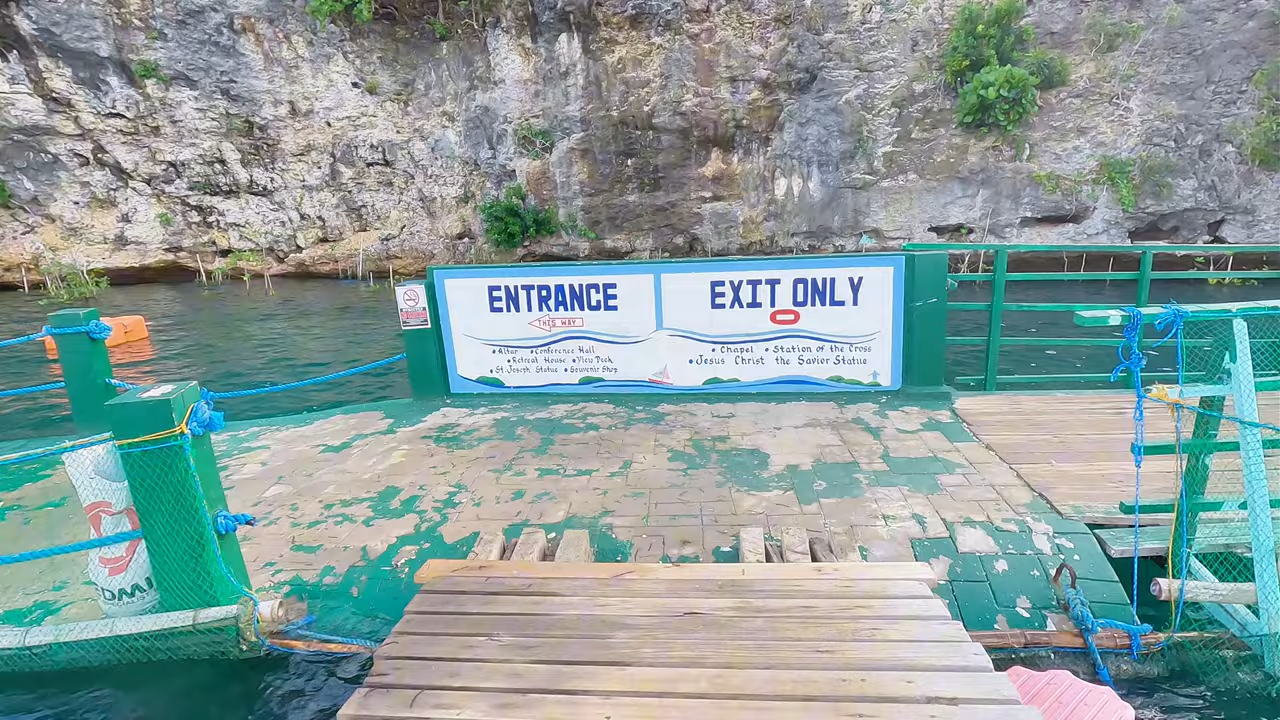 ENTRANCE
THIS WAY
• Altar • Conference Hall
• Retreat House • View Deck
• St. Joseph Statue • Souvenir Shop
EXIT ONLY
• Chapel • Station of the Cross
• Jesus Christ the Savior Statue